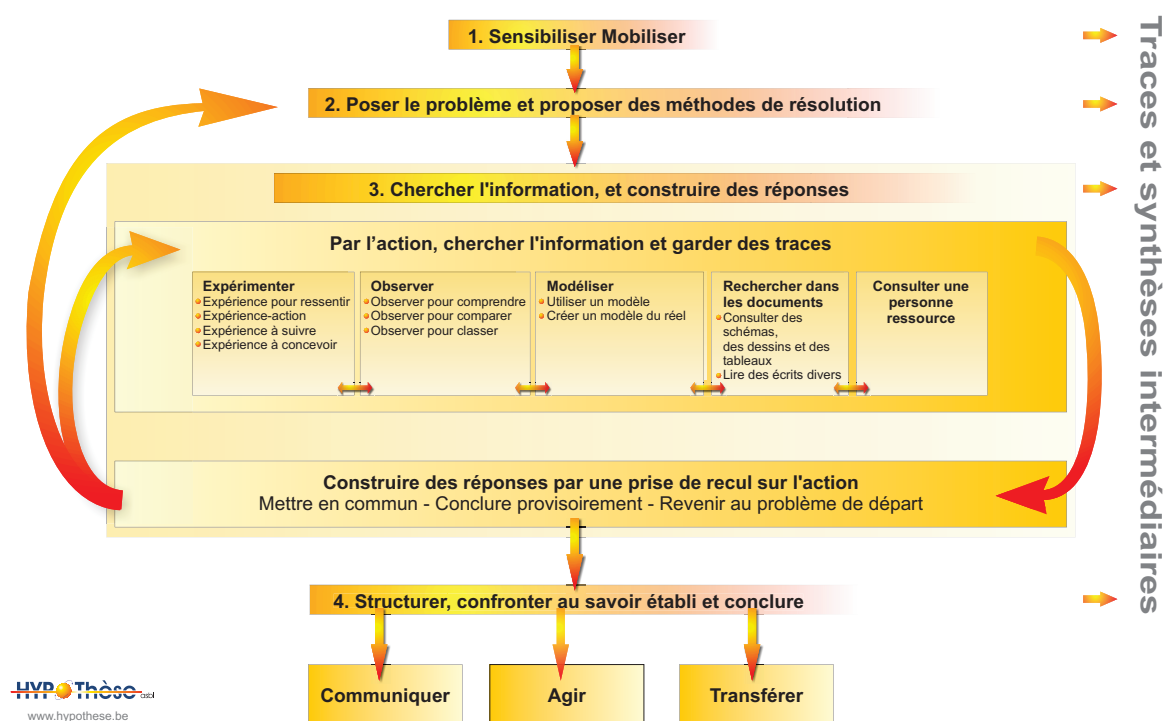 1. Sensibiliser Mobiliser
2. Poser le problème et proposer des méthodes de résolution
3. Chercher l'information, et construire des réponses
Par l’action, chercher l'information et garder des traces
Expérimenter
Expérience pour ressentir
Expérience-action
Expérience à suivre
Expérience à concevoir
Observer
Observer pour comprendre
Observer pour comparer
Observer pour classer
Modéliser
Utiliser un modèle
Créer un modèle du réel
Rechercher dans
les documents
Consulter des
schémas,
des dessins et des
tableaux
Lire des écrits divers
Consulter une
personne
ressource
Construire des réponses par une prise de recul sur l'action
Mettre en commun - Conclure provisoirement - Revenir au problème de départ
4. Structurer, confronter au savoir établi et conclure
Communiquer
Agir
Transférer
Traces et synthèses intermédiaires
HYPOThèse asbl
www.hypothese.be